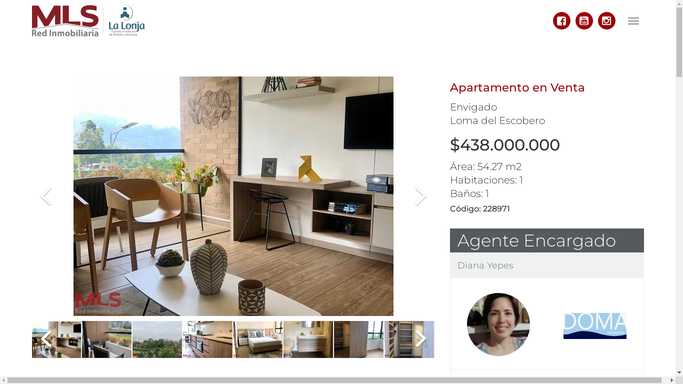 MLS
Red Inmobiliaria
La Lonja
Apartamento en Venta
Envigado
Loma del Escobero
$438.000.000
Área: 54.27 m2
Habitaciones: 1
Baños: 1
Código: 228971
MLS
Agente Encargado
Diana Yepes
DOMA